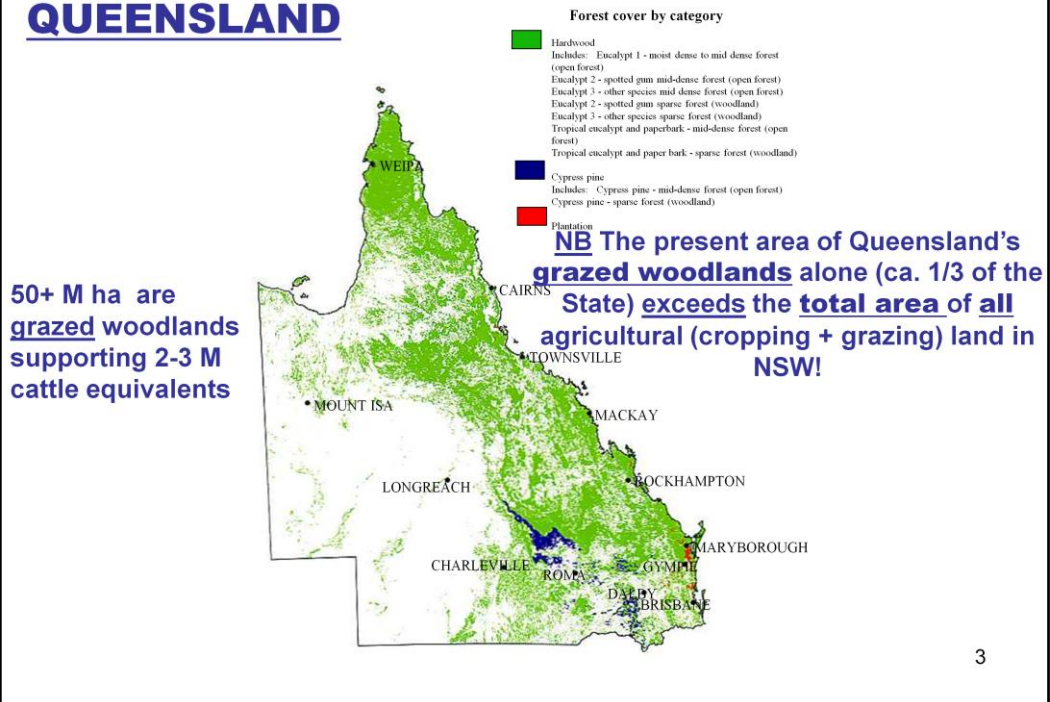 QUEENSLAND
Forest cover by category
Hardwood
Includes: Eucalypt 1 - moist dense to mid dense forest
(open forest)
Eucalypt 2 - spotted gum mid-dense forest (open forest)
Eucalypt 3 - other species mid dense forest (open forest)
Eucalypt 2 - spotted gum sparse forest (woodland)
Eucalypt 3 - other species sparse forest (woodland)
Tropical eucalypt and paperbark - mid-dense forest (open
forest)
Tropical eucalypt and paper bark - sparse forest (woodland)
Cypress pine
Includes: Cypress pine - mid-dense forest (open forest)
Cypress pine - sparse forest (woodland)
Plantation
NB The present area of Queensland’s
grazed woodlands alone (ca. 1/3 of the
State) exceeds the total area of all
agricultural (cropping + grazing) land in
NSW!
50+ M ha are
grazed woodlands
supporting 2-3 M
cattle equivalents
WEIPA
CAIRNS
TOWNSVILLE
MOUNT ISA
MACKAY
LONGREACH
ROCKHAMPTON
MARYBOROUGH
CHARLEVILLE
GYMPIE
ROMA
DALBY
BRISBANE
3